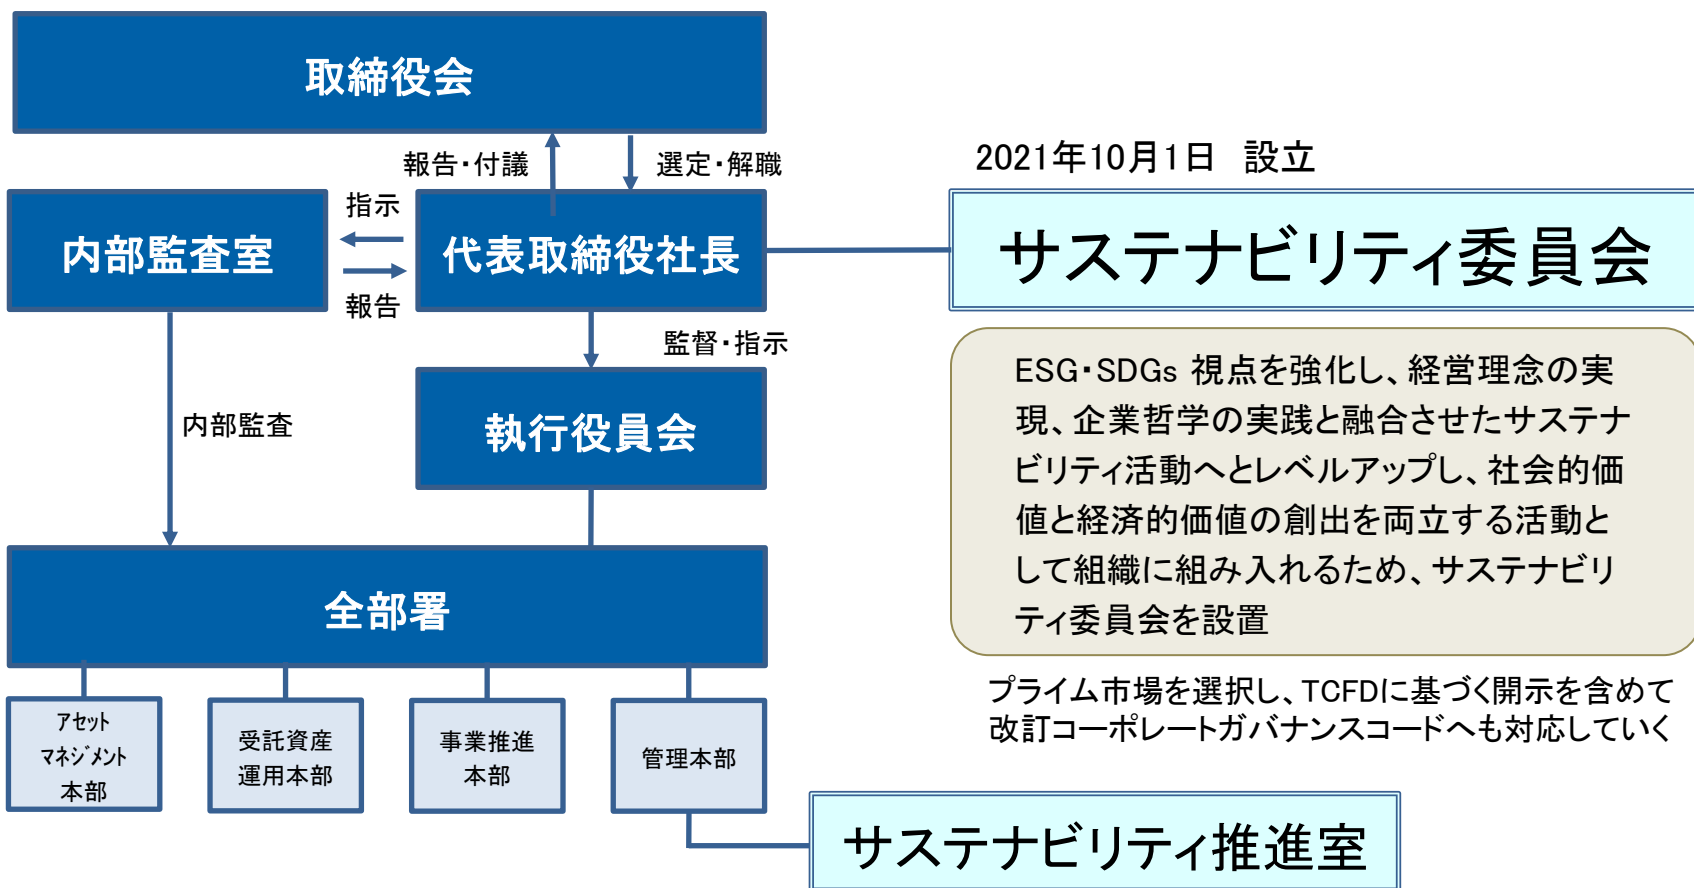 取締役会
報告・付議
選定・解職
2021年10月1日 設立
指示
内部監査室
代表取締役社長
サステナビリティ委員会
報告
監督・指示
ESG・SDGs 視点を強化し、経営理念の実
現、企業哲学の実践と融合させたサステナ
ビリティ活動へとレベルアップし、社会的価
値と経済的価値の創出を両立する活動と
して組織に組み入れるため、サステナビリ
ティ委員会を設置
内部監査
執行役員会
全部署
プライム市場を選択し、TCFDに基づく開示を含めて
改訂コーポレートガバナンスコードへも対応していく
アセット
マネジメント
本部
受託資産
運用本部
事業推進
本部
管理本部
サステナビリティ推進室